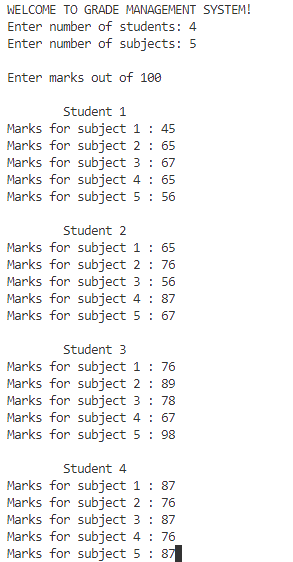 WELCOME TO GRADE MANAGEMENT SYSTEM!
Enter number of students: 4
Enter number of subjects: 5
Enter marks out of 100
Student 1
Marks for subject 1 : 45
Marks for subject 2 : 65
Marks for subject 3 : 67
Marks for subject 4 : 65
Marks for subject 5 : 56
Student 2
Marks for subject 1 : 65
Marks for subject 2 : 76
Marks for subject 3 : 56
Marks for subject 4 : 87
Marks for subject 5 : 67
Student 3
Marks for subject 1 : 76
Marks for subject 2 : 89
Marks for subject 3 : 78
Marks for subject 4 : 67
Marks for subject 5 : 98
Student 4
Marks for subject 1 : 87
Marks for subject 2 : 76
Marks for subject 3 : 87
Marks for subject 4 : 76
Marks for subject 5 : 87